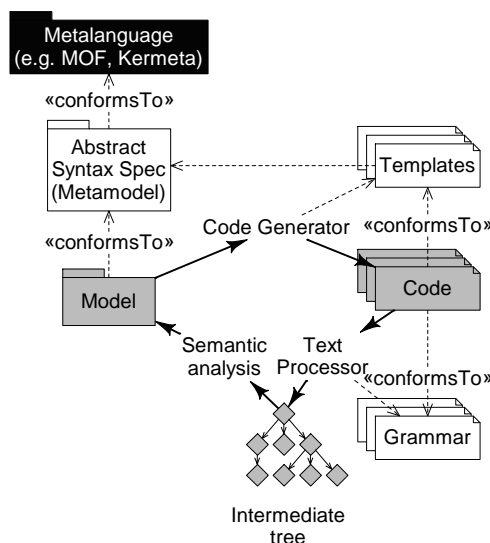 Metalanguage
(e.g. MOF, Kermeta)
«conformsTo»
Abstract
Syntax Spec
(Metamodel)
Templates
«conformsTo»
Code Generator
«conformsTo»
Model
Code
Semantic
analysis
Text
Processor
«conformsTo»
Grammar
Intermediate
tree